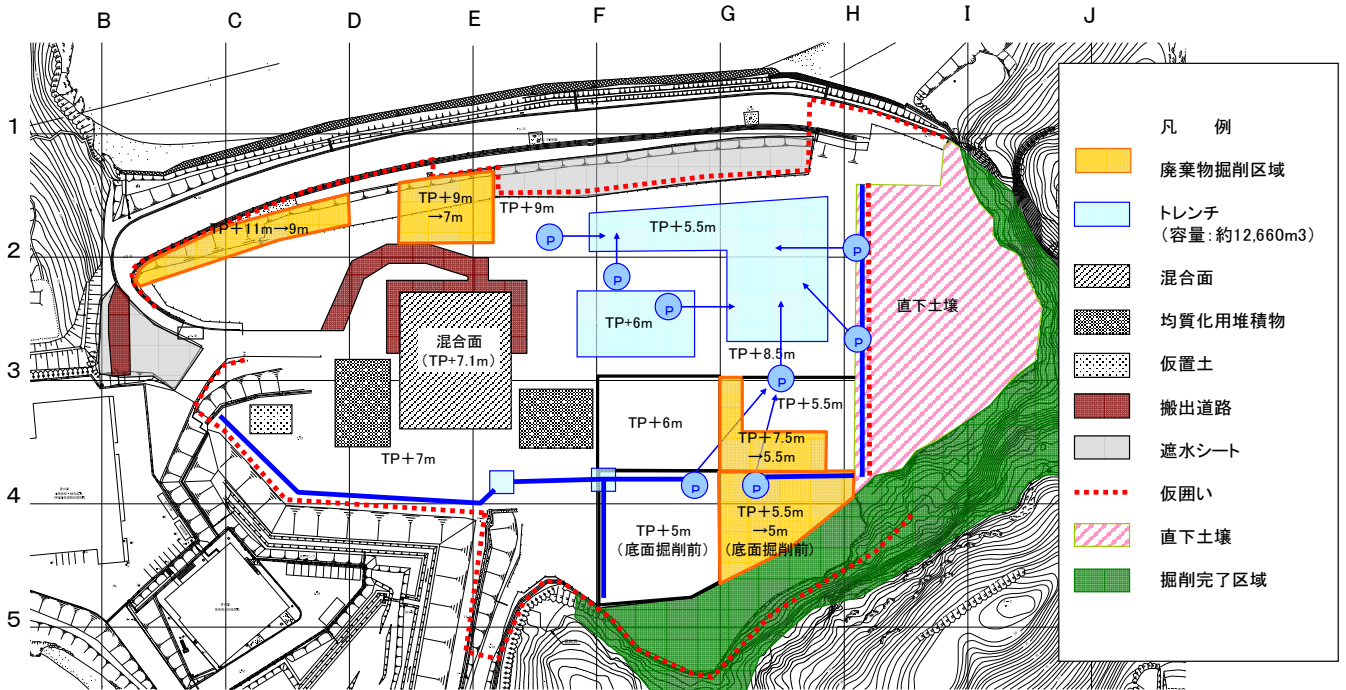 B C D E F G H I J
1
2
3
4
5
凡　例
廃棄物掘削区域
トレンチ
（容量：約12,660m3）
混合面
均質化用堆積物
仮置土
搬出道路
遮水シート
仮囲い
直下土壌
掘削完了区域
TP＋11m→9m
TP＋9m
→7m
TP＋9m
TP＋5.5m
P
P
P
P
P
TP+6m
直下土壌
混合面
（TP+7.1m）
TP＋8.5m
P
TP＋5.5m
TP＋6m
TP＋7.5m
→5.5m
TP＋7m
P
P
TP＋5m
（底面掘削前）
TP＋5.5m
→5m
（底面掘削前）